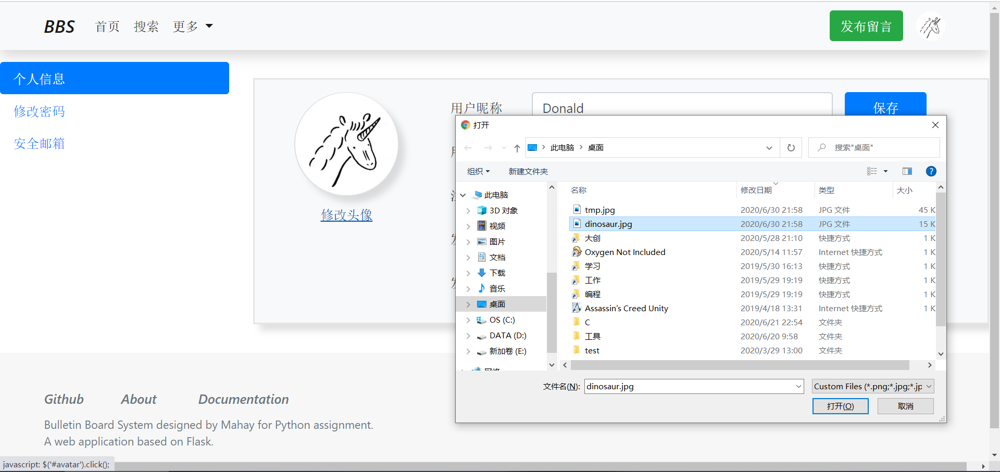 BBS 首页 搜索 更多 发布留言
个人信息
修改密码
安全邮箱
用户昵称 Donald 保存
修改头像
打开
此电脑 桌面 搜索"桌面"
组织 新建文件夹 ?
此电脑
3D 对象
视频
图片
文档
下载
音乐
桌面
OS (C:)
DATA (D:)
新加卷 (E:)
网络
名称 修改日期 类型 大小
tmp.jpg 2020/6/30 21:58 JPG 文件 45 K
dinosaur.jpg 2020/6/30 21:58 JPG 文件 15 K
大创 2020/5/28 21:10 快捷方式 1 K
Oxygen Not Included 2020/5/14 11:57 Internet 快捷方式 1 K
学习 2019/5/30 16:13 快捷方式 1 K
工作 2019/5/29 19:19 快捷方式 1 K
编程 2019/5/29 19:19 快捷方式 1 K
Assassin's Creed Unity 2019/4/18 13:31 Internet 快捷方式 1 K
C 2020/6/21 22:54 文件夹
工具 2020/6/20 9:58 文件夹
test 2020/3/29 13:00 文件夹
文件名(N): dinosaur.jpg Custom Files (*.png;*.jpg;*.jp
打开(O) 取消
Github About Documentation
Bulletin Board System designed by Mahay for Python assignment.
A web application based on Flask.
javascript: $('#avatar').click();